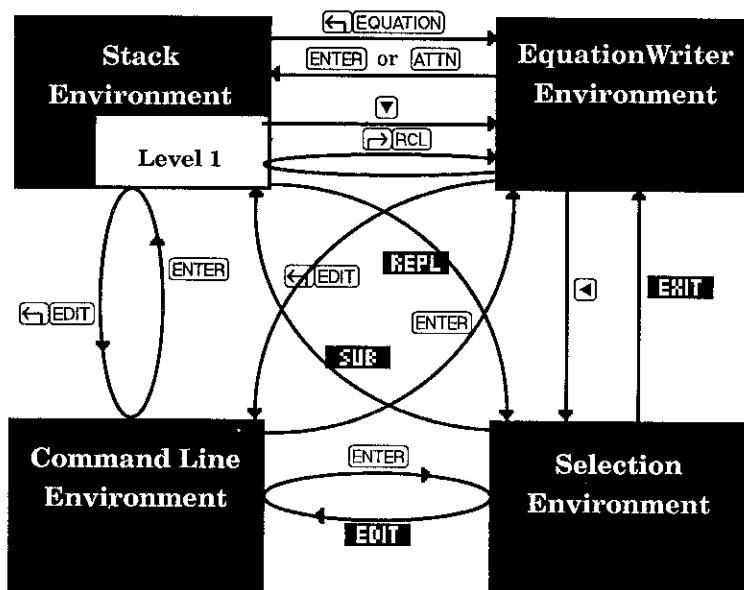 EQUATION
Stack
Environment
ENTER or ATTN
EquationWriter
Environment
▼
Level 1
RCL
REPL
ENTER
EDIT
EDIT
◀
EXIT
ENTER
SUB
Command Line
Environment
ENTER
Selection
Environment
EDIT